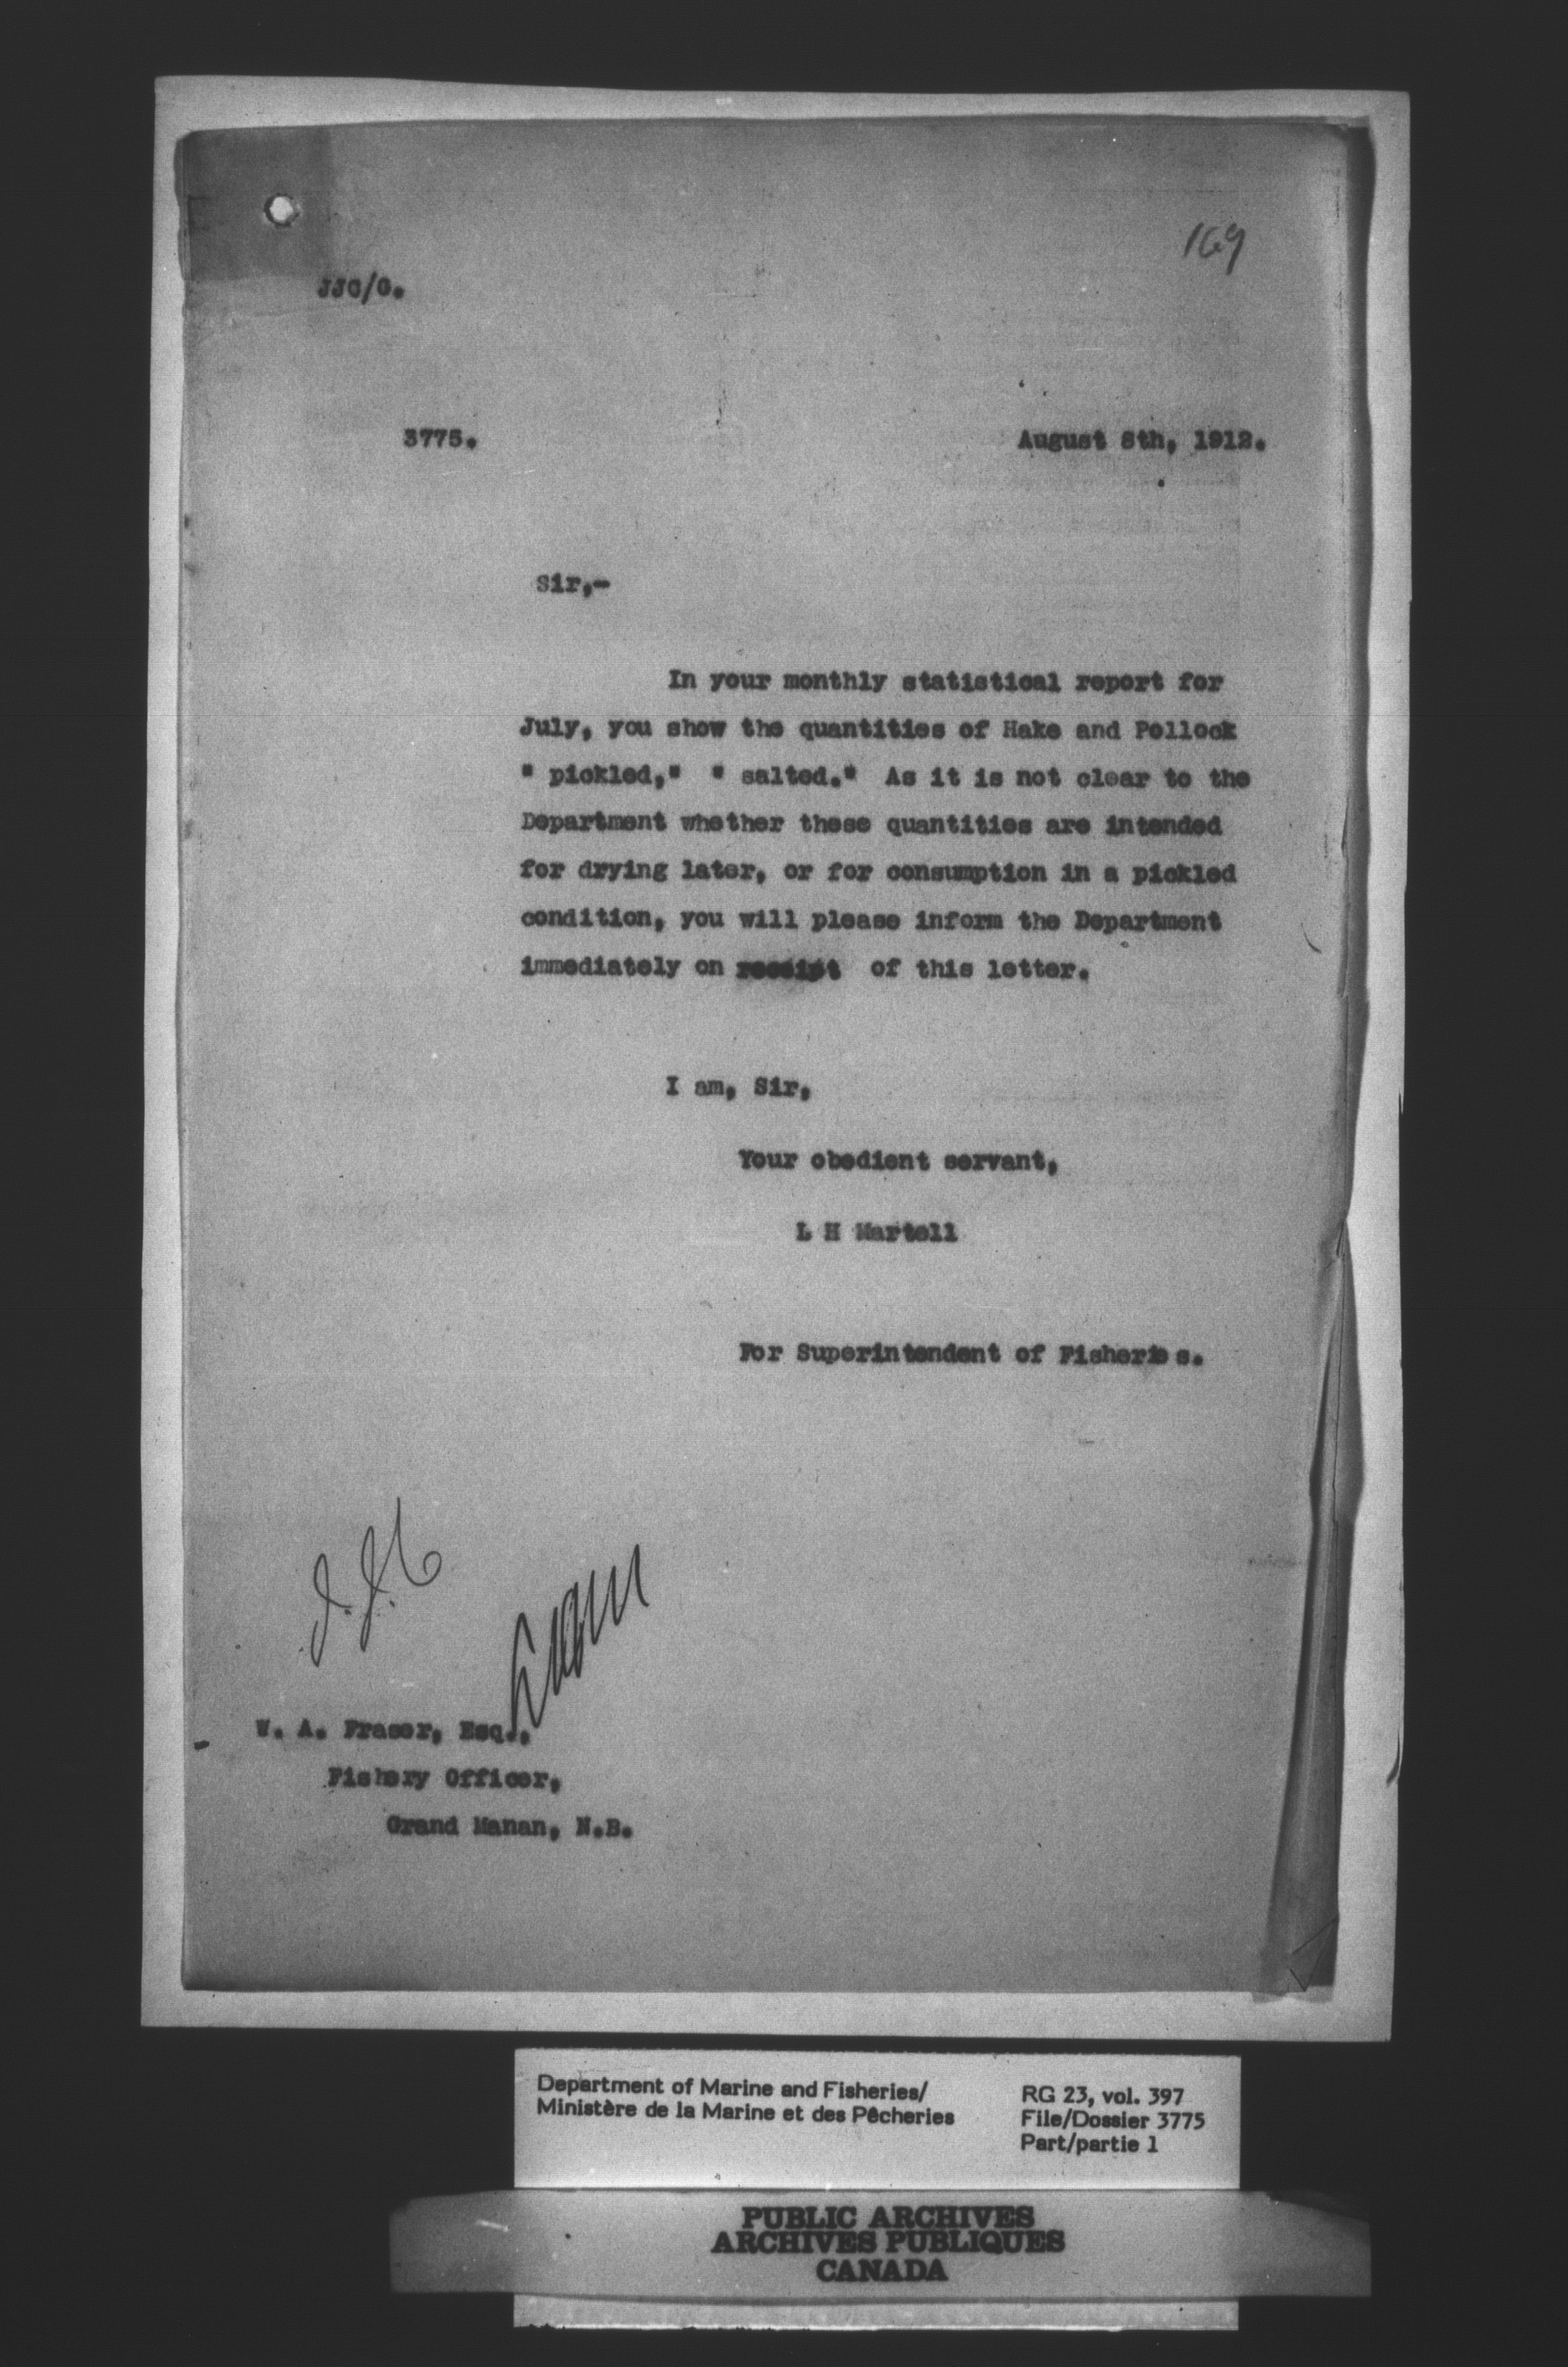 169
JJC/G.
3775. August 8th, 1912.
Sir,-
In your monthly statistical report for
July, you show the quantities of Hake and Pollock
" pickled," " salted." As it is not clear to the
Department whether these quantities are intended
for drying later, or for consumption in a pickled
condition, you will please inform the Department
immediately on receipt of this letter.
I am, Sir,
Your obedient servant,
L H Martell
For Superintendent of Fisheries.
J.J.C
W. A. Fraser, Esq.,
Fishery Officer,
Grand Manan, N.B.
Department of Marine and Fisheries/
Ministère de la Marine et des Pêcheries
RG 23, vol. 397
File/Dossier 3775
Part/partie 1
PUBLIC ARCHIVES
ARCHIVES PUBLIQUES
CANADA